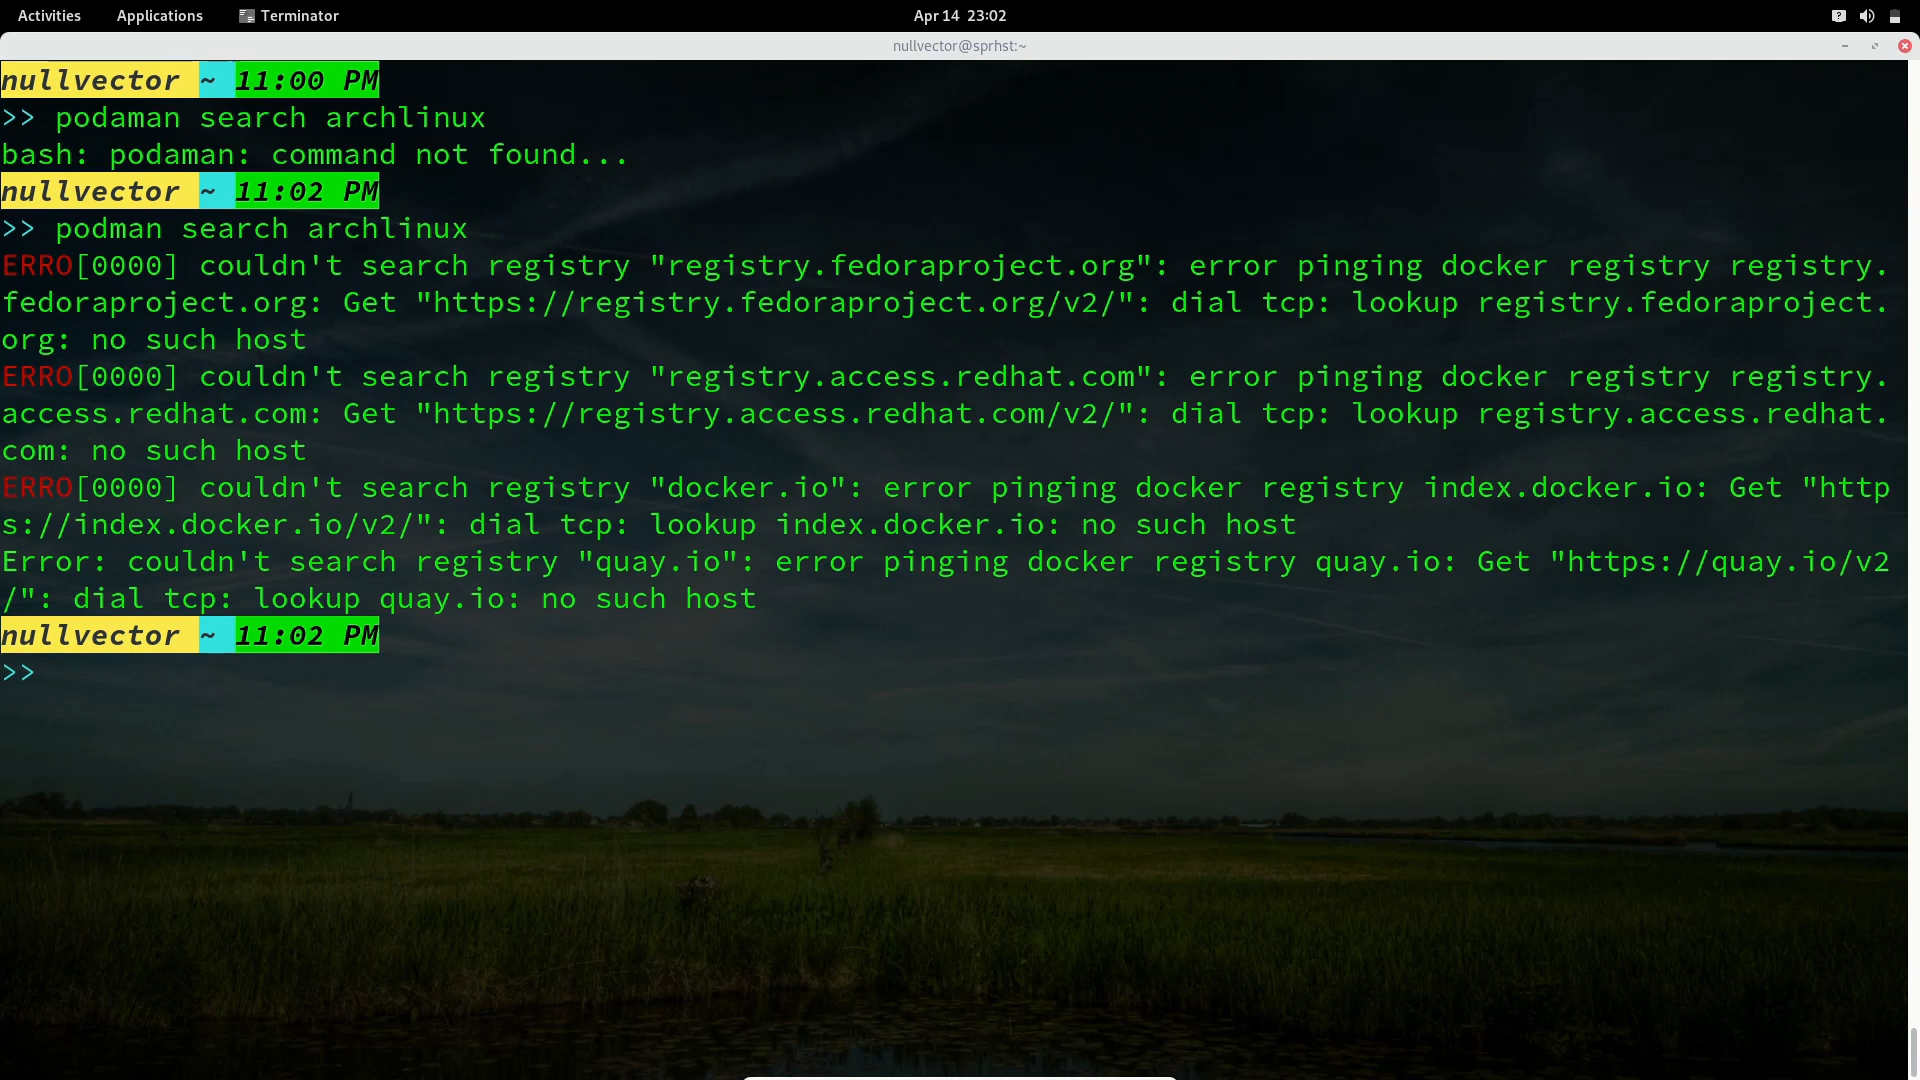 Activities Applications Terminator Apr 14 23:02
nullvector@sprhst:~
nullvector ~ 11:00 PM
>> podaman search archlinux
bash: podaman: command not found...
nullvector ~ 11:02 PM
>> podman search archlinux
ERRO[0000] couldn't search registry "registry.fedoraproject.org": error pinging docker registry registry.
fedoraproject.org: Get "https://registry.fedoraproject.org/v2/": dial tcp: lookup registry.fedoraproject.
org: no such host
ERRO[0000] couldn't search registry "registry.access.redhat.com": error pinging docker registry registry.
access.redhat.com: Get "https://registry.access.redhat.com/v2/": dial tcp: lookup registry.access.redhat.
com: no such host
ERRO[0000] couldn't search registry "docker.io": error pinging docker registry index.docker.io: Get "http
s://index.docker.io/v2/": dial tcp: lookup index.docker.io: no such host
Error: couldn't search registry "quay.io": error pinging docker registry quay.io: Get "https://quay.io/v2
/": dial tcp: lookup quay.io: no such host
nullvector ~ 11:02 PM
>>